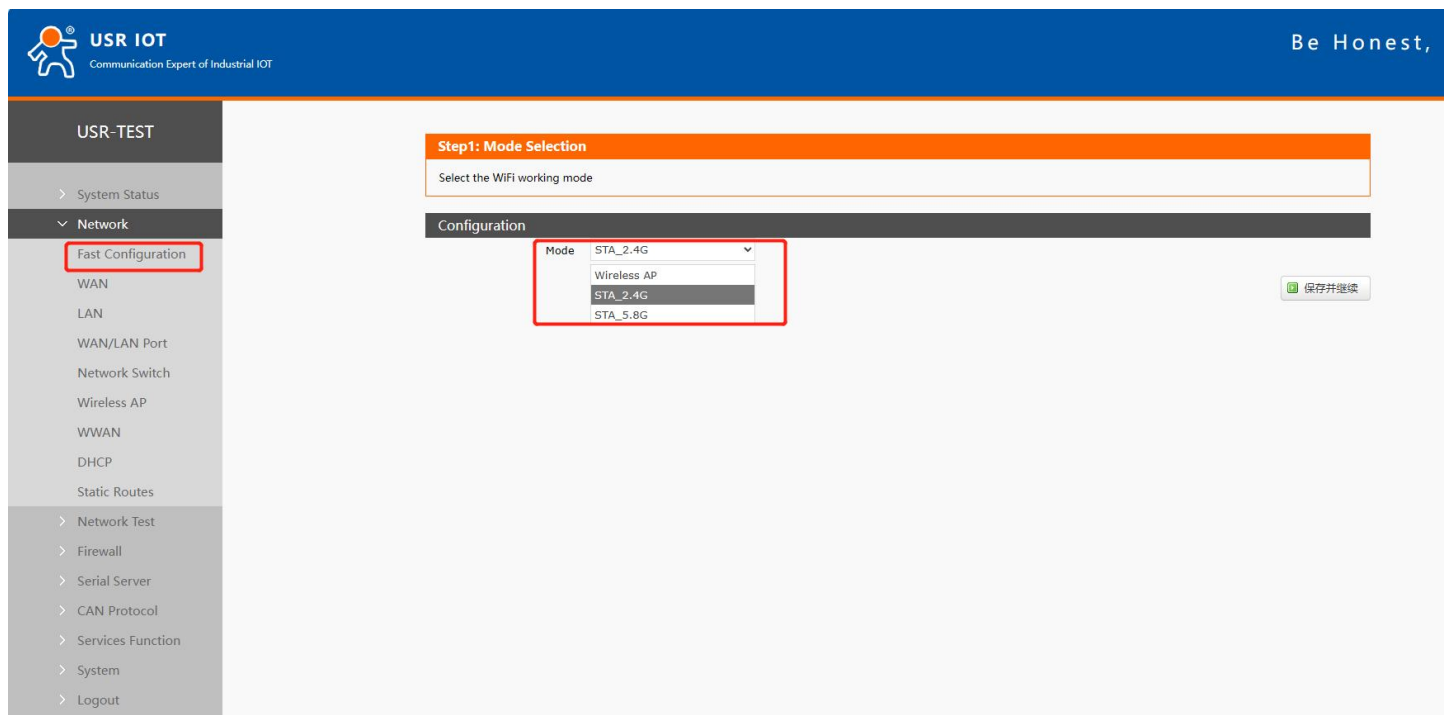 USR IOT
Communication Expert of Industrial IOT
Be Honest,
USR-TEST
System Status
Network
Fast Configuration
WAN
LAN
WAN/LAN Port
Network Switch
Wireless AP
WWAN
DHCP
Static Routes
Network Test
Firewall
Serial Server
CAN Protocol
Services Function
System
Logout
Step1: Mode Selection
Select the WiFi working mode
Configuration
Mode STA_2.4G
Wireless AP
STA_2.4G
STA_5.8G
保存并继续